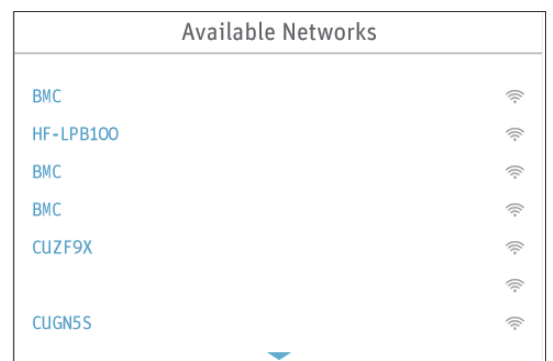 Available Networks
BMC
HF-LPB100
BMC
BMC
CUZF9X
CUGN5S